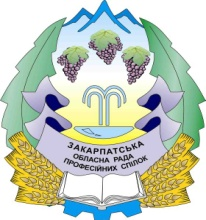 ЗАКАРПАТСЬКА
ОБЛАСНА РАДА
ПРОФЕСІЙНИХ СПІЛОК